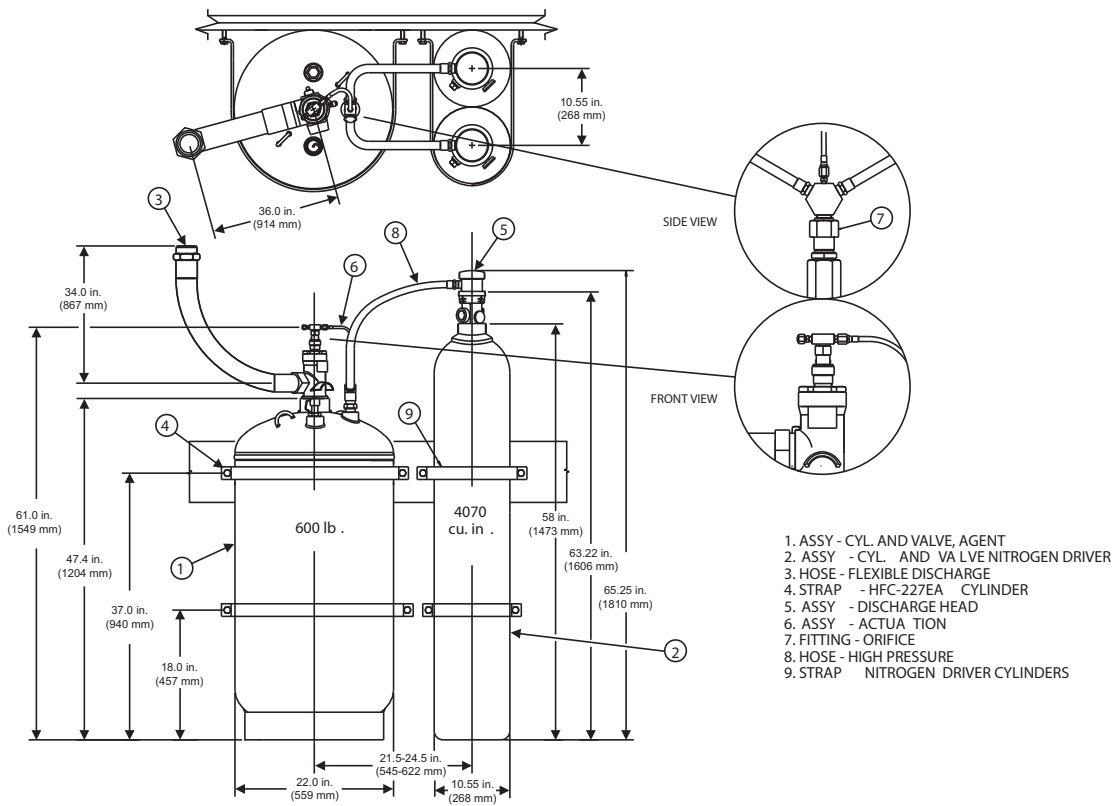 10.55 in.
(268 mm)
36.0 in.
(914 mm)
SIDE VIEW
7
3
8
5
6
34.0 in.
(867 mm)
FRONT VIEW
9
4
61.0 in.
(1549 mm)
47.4 in.
(1204 mm)
37.0 in.
(940 mm)
18.0 in.
(457 mm)
600 lb .
4070
cu. in .
1
58 in.
(1473 mm)
63.22 in.
(1606 mm)
65.25 in.
(1810 mm)
2
21.5-24.5 in.
(545-622 mm)
22.0 in.
(559 mm)
10.55 in.
(268 mm)
1. ASSY - CYL. AND VALVE, AGENT
2. ASSY - CYL. AND VA LVE NITROGEN DRIVER
3. HOSE - FLEXIBLE DISCHARGE
4. STRAP - HFC-227EA CYLINDER
5. ASSY - DISCHARGE HEAD
6. ASSY - ACTUA TION
7. FITTING - ORIFICE
8. HOSE - HIGH PRESSURE
9. STRAP NITROGEN DRIVER CYLINDERS